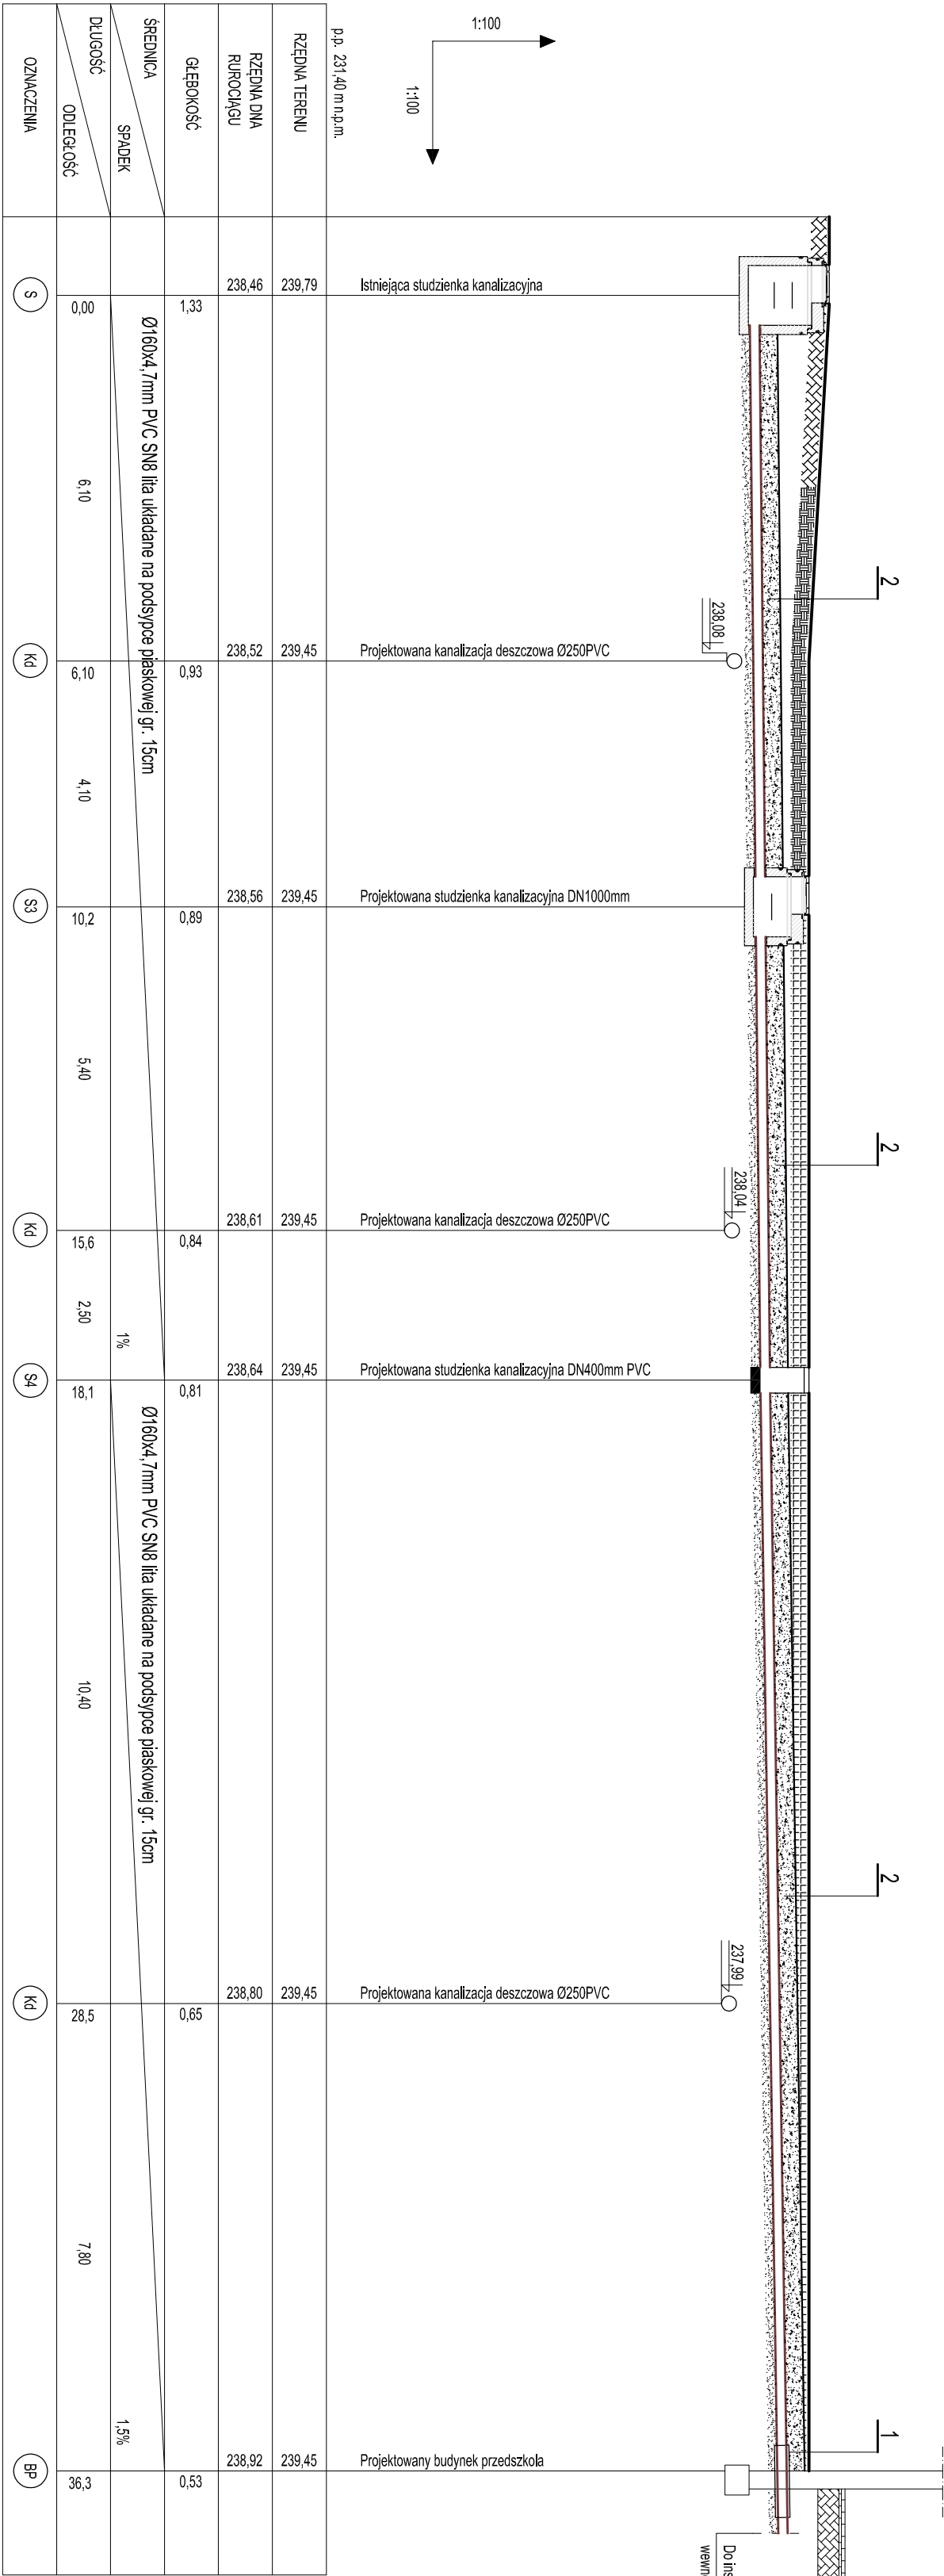 1:100
1:100
2
2
2
1
238,08
238,04
237,99
p.p. 231,40 m n.p.m.
Istniejąca studzienka kanalizacyjna
Projektowana kanalizacja deszczowa Ø250PVC
Projektowana studzienka kanalizacyjna DN1000mm
Projektowana kanalizacja deszczowa Ø250PVC
Projektowana studzienka kanalizacyjna DN400mm PVC
Projektowana kanalizacja deszczowa Ø250PVC
Projektowany budynek przedszkola
RZĘDNA TERENU
239,79
239,45
239,45
239,45
239,45
239,45
239,45
RZĘDNA DNA
RUROCIĄGU
238,46
238,52
238,56
238,61
238,64
238,80
238,92
GŁĘBOKOŚĆ
1,33
0,93
0,89
0,84
0,81
0,65
0,53
ŚREDNICA
SPADEK
Ø160x4,7mm PVC SN8 lita układane na podsypce piaskowej gr. 15cm
1%
Ø160x4,7mm PVC SN8 lita układane na podsypce piaskowej gr. 15cm
1,5%
DŁUGOŚĆ
ODLEGŁOŚĆ
0,00
6,10
6,10
4,10
10,2
5,40
15,6
2,50
18,1
10,40
28,5
7,80
36,3
OZNACZENIA
S
Kd
S3
Kd
S4
Kd
BP